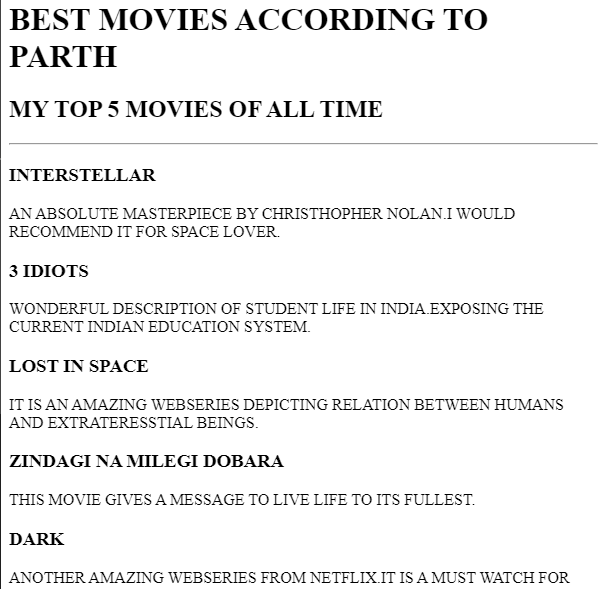 BEST MOVIES ACCORDING TO
PARTH
MY TOP 5 MOVIES OF ALL TIME
INTERSTELLAR
AN ABSOLUTE MASTERPIECE BY CHRISTHOPHER NOLAN.I WOULD
RECOMMEND IT FOR SPACE LOVER.
3 IDIOTS
WONDERFUL DESCRIPTION OF STUDENT LIFE IN INDIA.EXPOSING THE
CURRENT INDIAN EDUCATION SYSTEM.
LOST IN SPACE
IT IS AN AMAZING WEBSERIES DEPICTING RELATION BETWEEN HUMANS
AND EXTRATERESSTIAL BEINGS.
ZINDAGI NA MILEGI DOBARA
THIS MOVIE GIVES A MESSAGE TO LIVE LIFE TO ITS FULLEST.
DARK
ANOTHER AMAZING WEBSERIES FROM NETFLIX.IT IS A MUST WATCH FOR